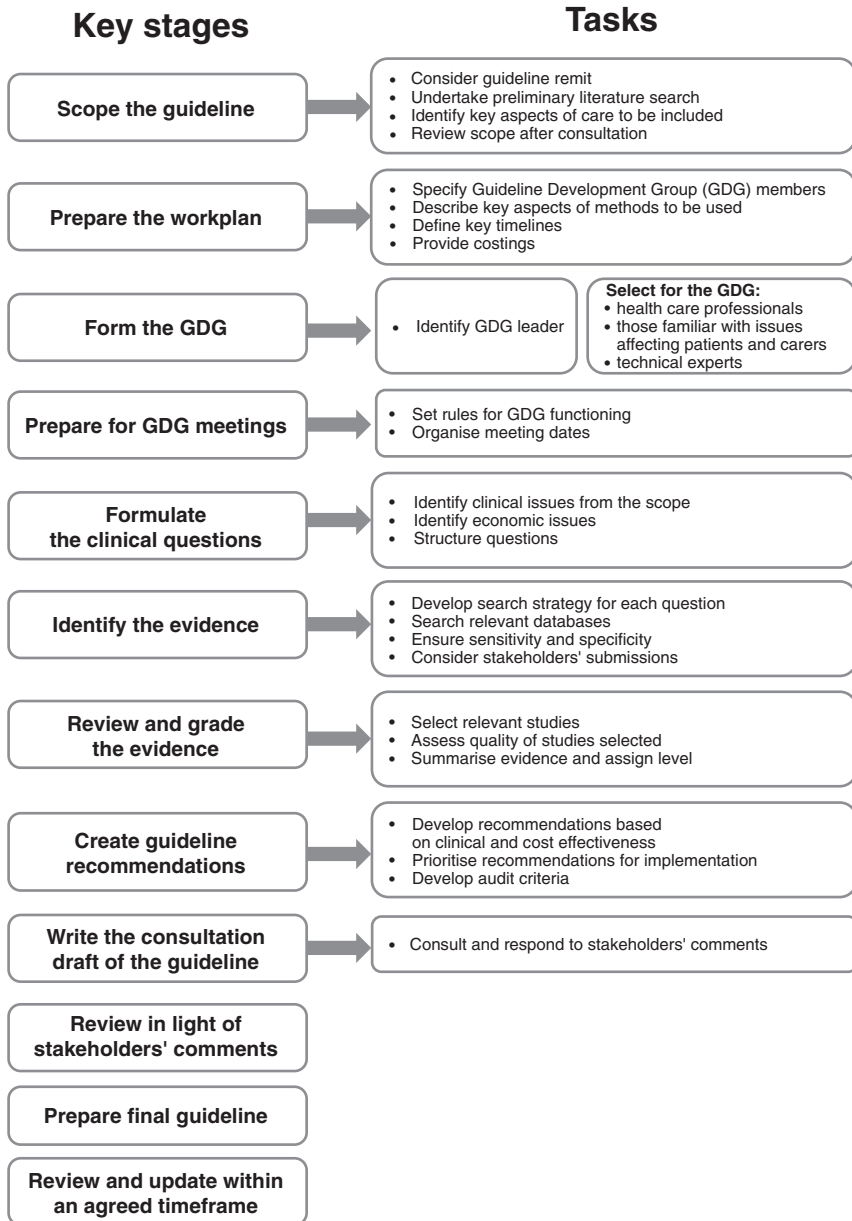 Key stages
Tasks
Scope the guideline
• Consider guideline remit
• Undertake preliminary literature search
• Identify key aspects of care to be included
• Review scope after consultation
Prepare the workplan
• Specify Guideline Development Group (GDG) members
• Describe key aspects of methods to be used
• Define key timelines
• Provide costings
Form the GDG
• Identify GDG leader
Select for the GDG:
• health care professionals
• those familiar with issues
affecting patients and carers
• technical experts
Prepare for GDG meetings
• Set rules for GDG functioning
• Organise meeting dates
Formulate
the clinical questions
• Identify clinical issues from the scope
• Identify economic issues
• Structure questions
Identify the evidence
• Develop search strategy for each question
• Search relevant databases
• Ensure sensitivity and specificity
• Consider stakeholders' submissions
Review and grade
the evidence
• Select relevant studies
• Assess quality of studies selected
• Summarise evidence and assign level
Create guideline
recommendations
• Develop recommendations based
on clinical and cost effectiveness
• Prioritise recommendations for implementation
• Develop audit criteria
Write the consultation
draft of the guideline
• Consult and respond to stakeholders' comments
Review in light of
stakeholders' comments
Prepare final guideline
Review and update within
an agreed timeframe